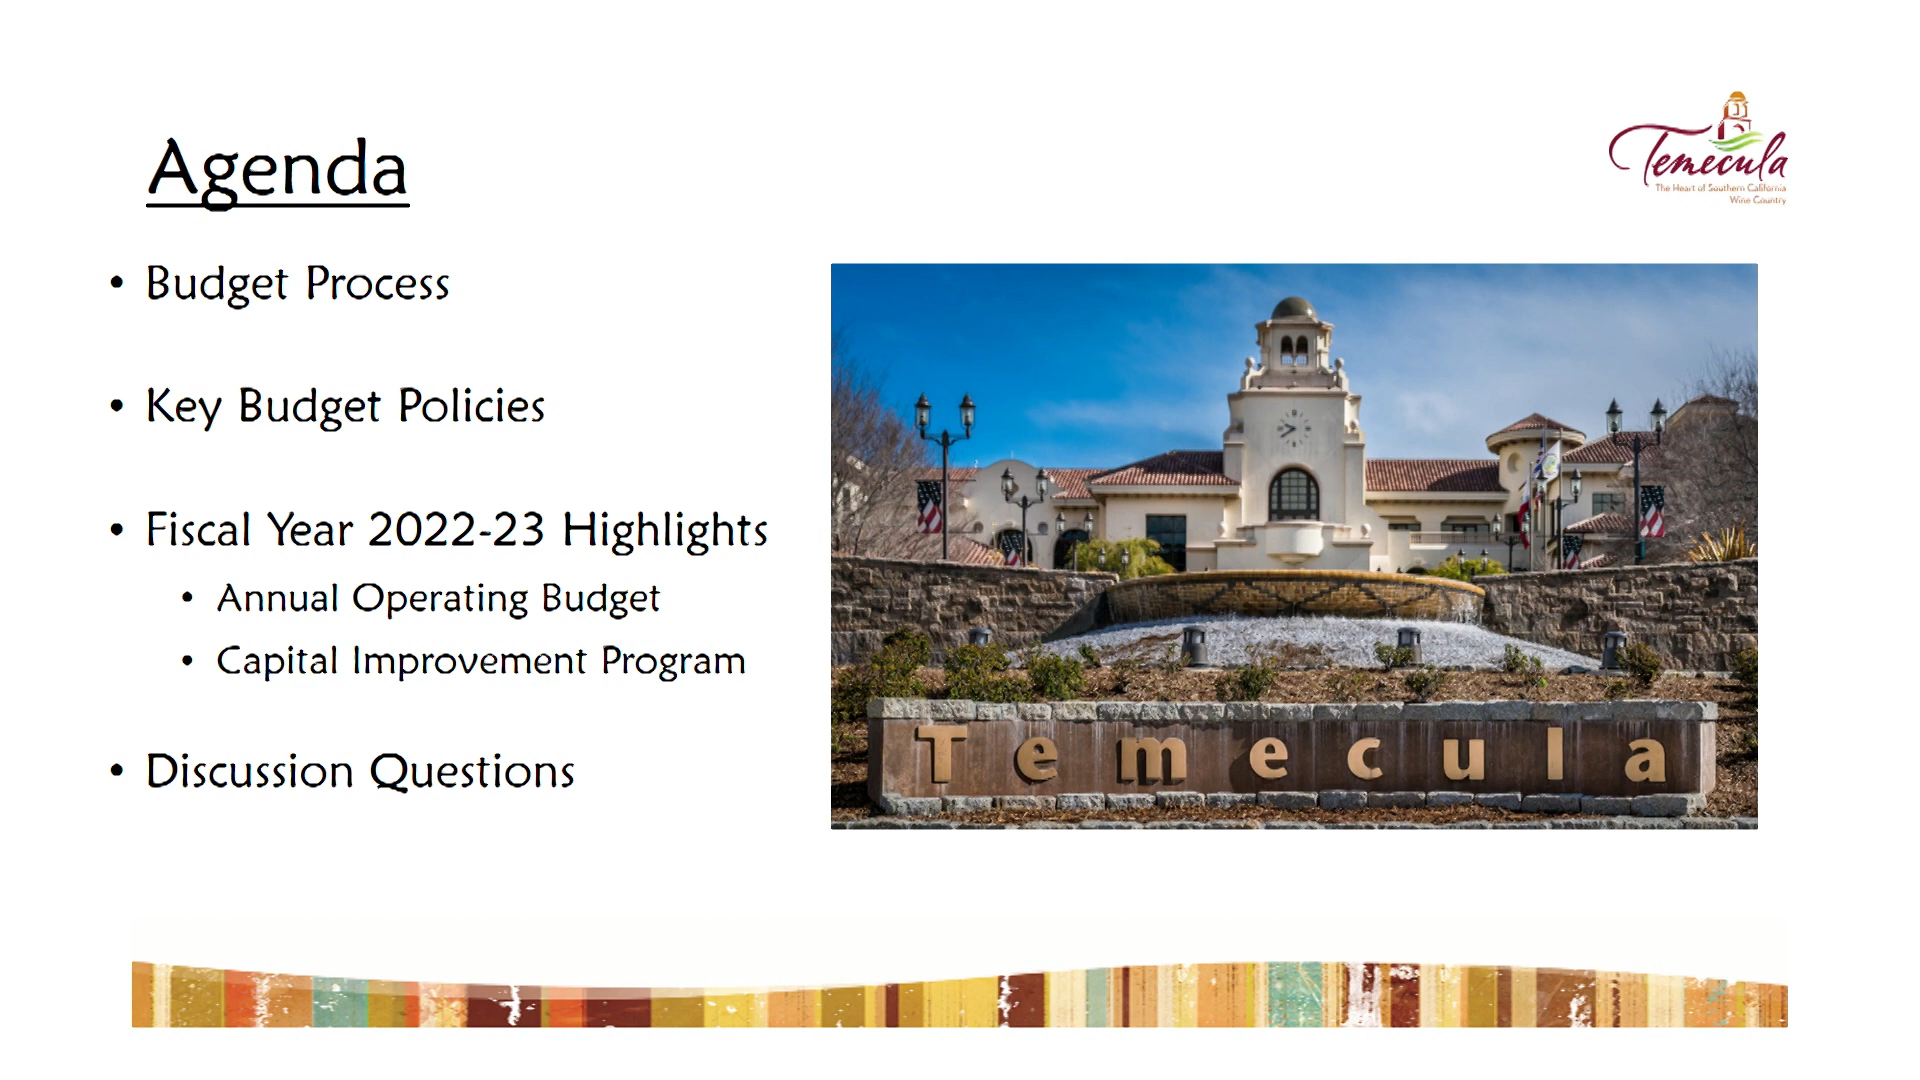 Agenda
Temecula
The Heart of Southern California
Wine Country
• Budget Process
• Key Budget Policies
• Fiscal Year 2022-23 Highlights
• Annual Operating Budget
• Capital Improvement Program
• Discussion Questions
Temecula